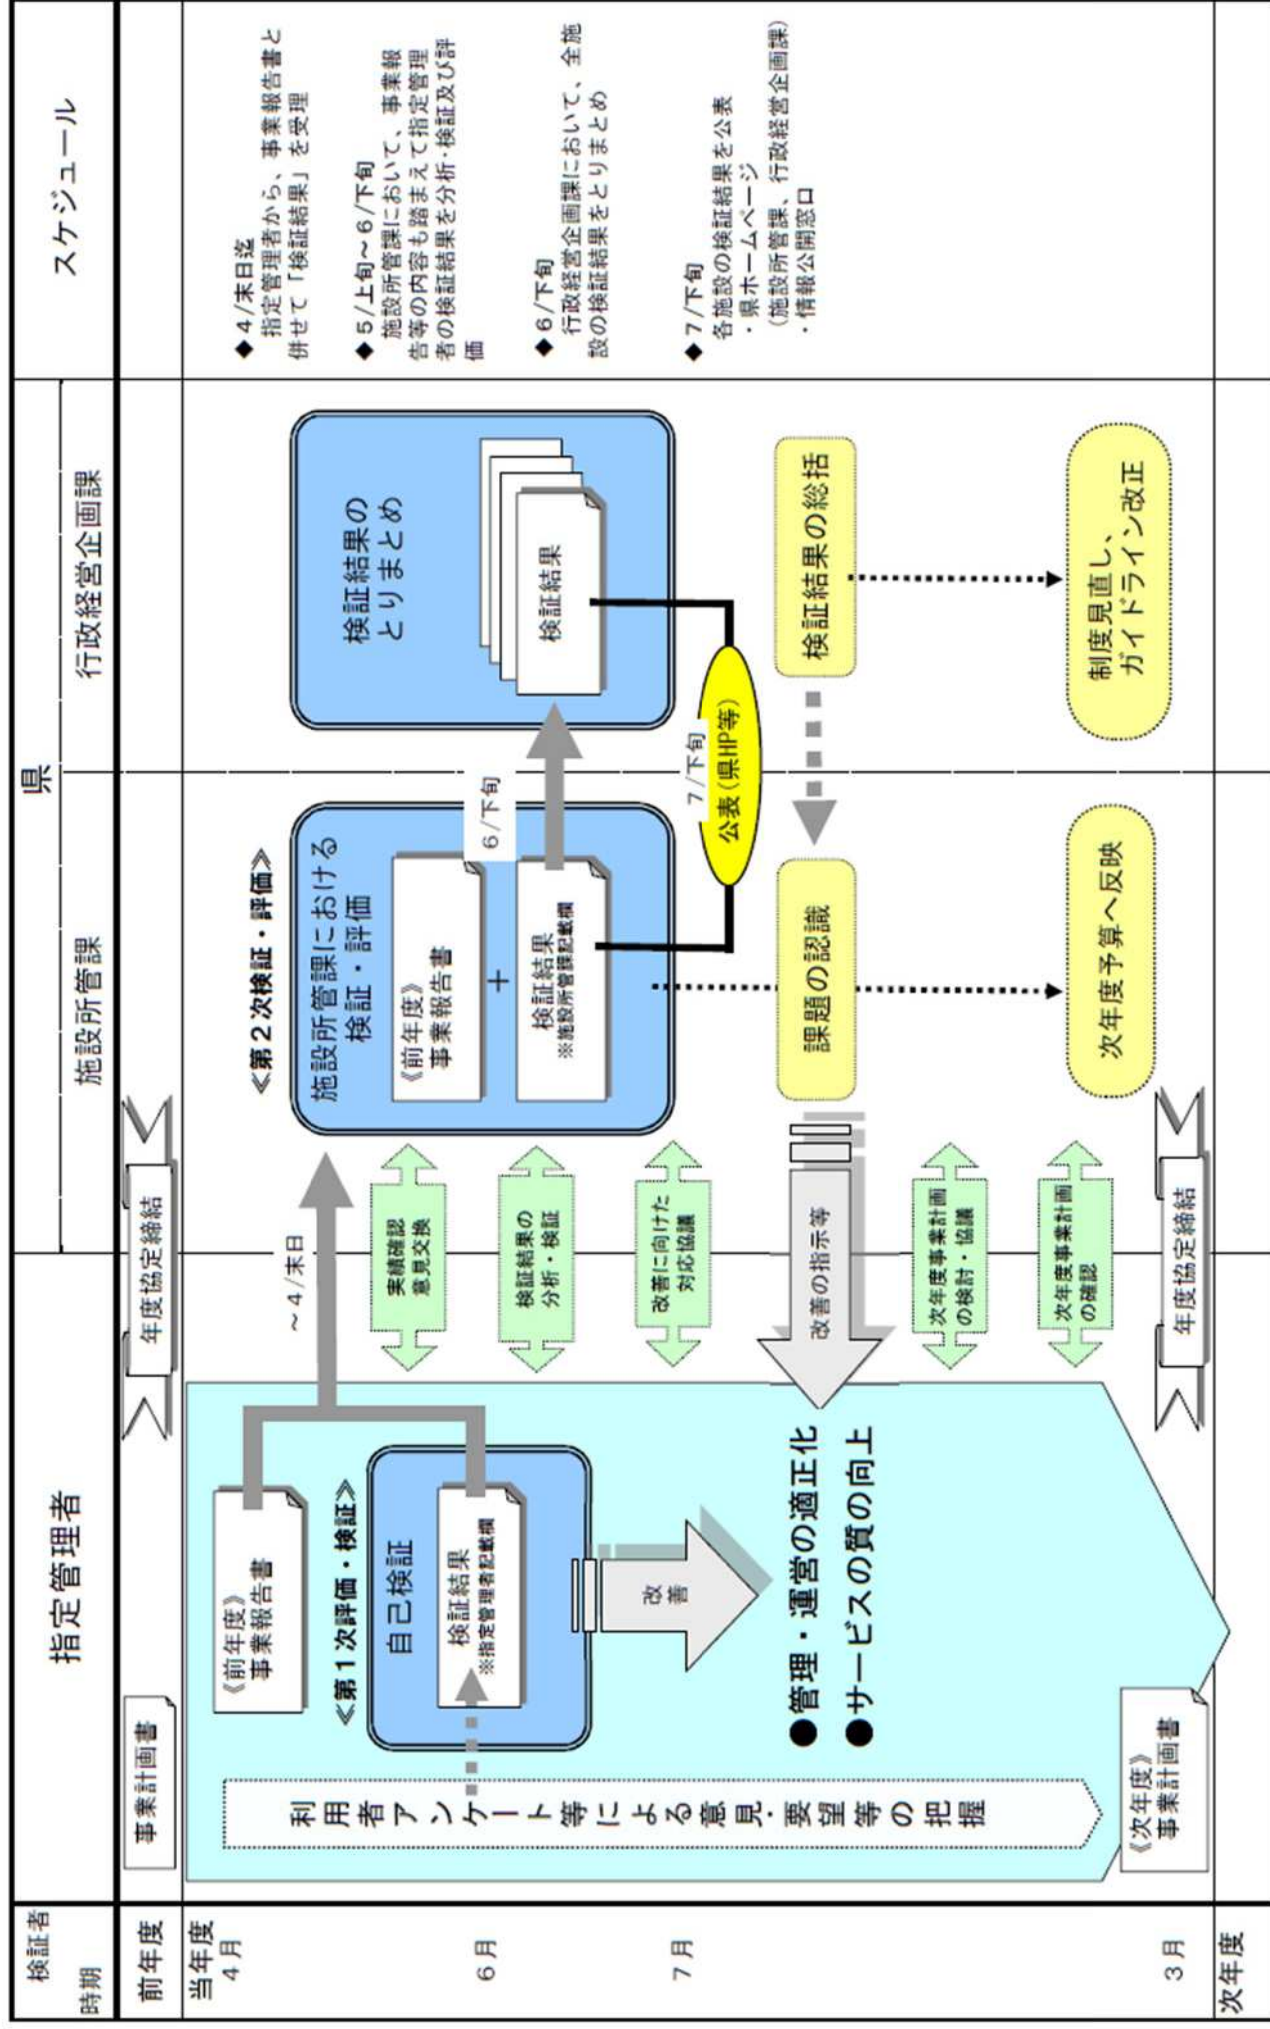 検証者
時期
指定管理者
県
施設所管課
行政経営企画課
スケジュール
前年度
事業計画書
年度協定締結
当年度
4月
6月
7月
3月
次年度
《前年度》
事業報告書
≪第1次評価・検証≫
自己検証
検証結果
※指定管理者記載欄
利用者アンケート等による意見・要望等の把握
改
善
●管理・運営の適正化
●サービスの質の向上
《次年度》
事業計画書
～4/末日
実績確認
意見交換
検証結果の
分析・検証
改善に向けた
対応協議
改善の指示等
次年度事業計画
の検討・協議
次年度事業計画
の確認
年度協定締結
≪第2次検証・評価≫
施設所管課における
検証・評価
《前年度》
事業報告書
＋
検証結果
※施設所管課記載欄
6/下旬
検証結果の
とりまとめ
検証結果
7/下旬
公表(県HP等)
課題の認識
検証結果の総括
次年度予算へ反映
制度見直し、
ガイドライン改正
◆4/末日迄
指定管理者から、事業報告書と
併せて「検証結果」を受理
◆5/上旬～6/下旬
施設所管課において、事業報
告等の内容も踏まえて指定管理
者の検証結果を分析・検証及び評
価
◆6/下旬
行政経営企画課において、全施
設の検証結果をとりまとめ
◆7/下旬
各施設の検証結果を公表
・県ホームページ
(施設所管課、行政経営企画課)
・情報公開窓口